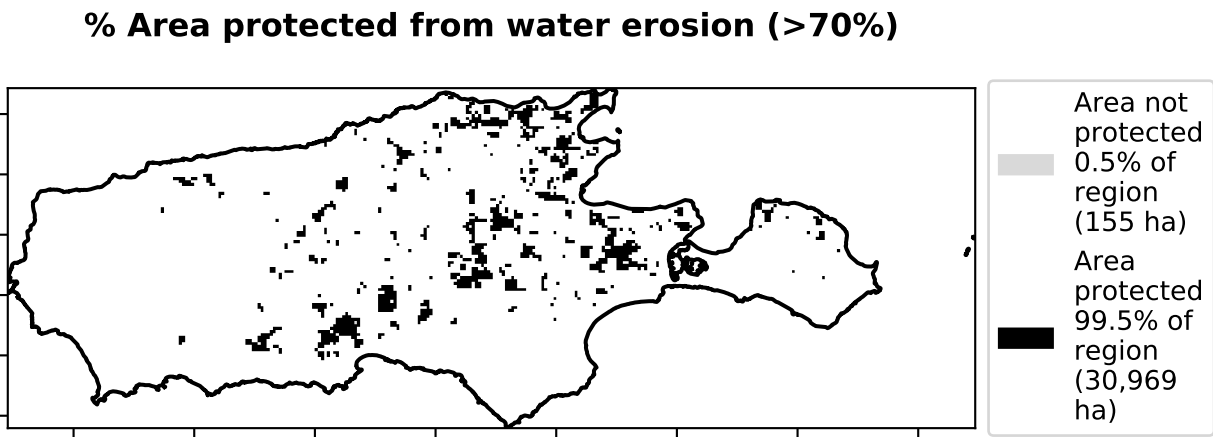 % Area protected from water erosion (>70%)
Area not
protected
0.5% of
region
(155 ha)
Area
protected
99.5% of
region
(30,969
ha)